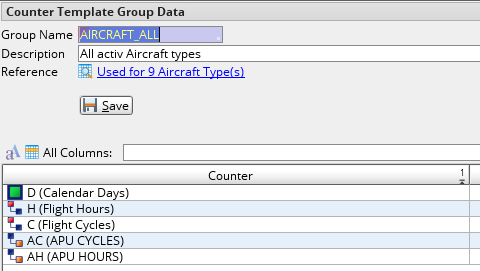 Counter Template Group Data
Group Name AIRCRAFT_ALL
Description All activ Aircraft types
Reference Used for 9 Aircraft Type(s)
Save
All Columns:
Counter 1
D (Calendar Days)
H (Flight Hours)
C (Flight Cycles)
AC (APU CYCLES)
AH (APU HOURS)